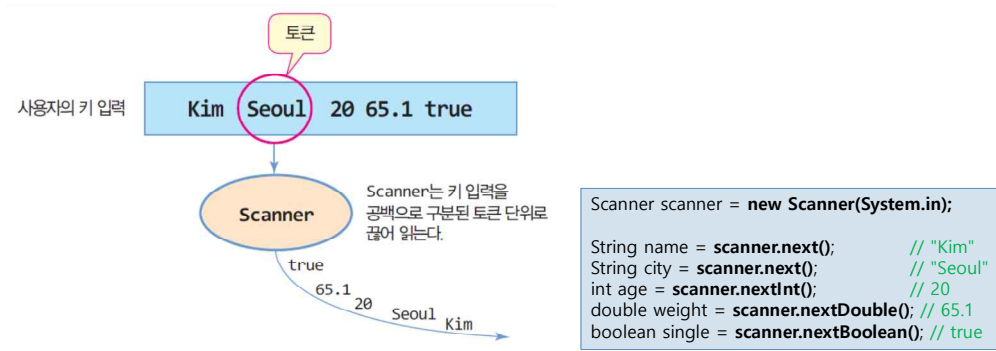 토큰
사용자의 키 입력
Kim Seoul 20 65.1 true
Scanner
Scanner는 키 입력을
공백으로 구분된 토큰 단위로
끊어 읽는다.
true
65.1
20
Seoul
Kim
Scanner scanner = new Scanner(System.in);
String name = scanner.next(); // "Kim"
String city = scanner.next(); // "Seoul"
int age = scanner.nextInt(); // 20
double weight = scanner.nextDouble(); // 65.1
boolean single = scanner.nextBoolean(); // true